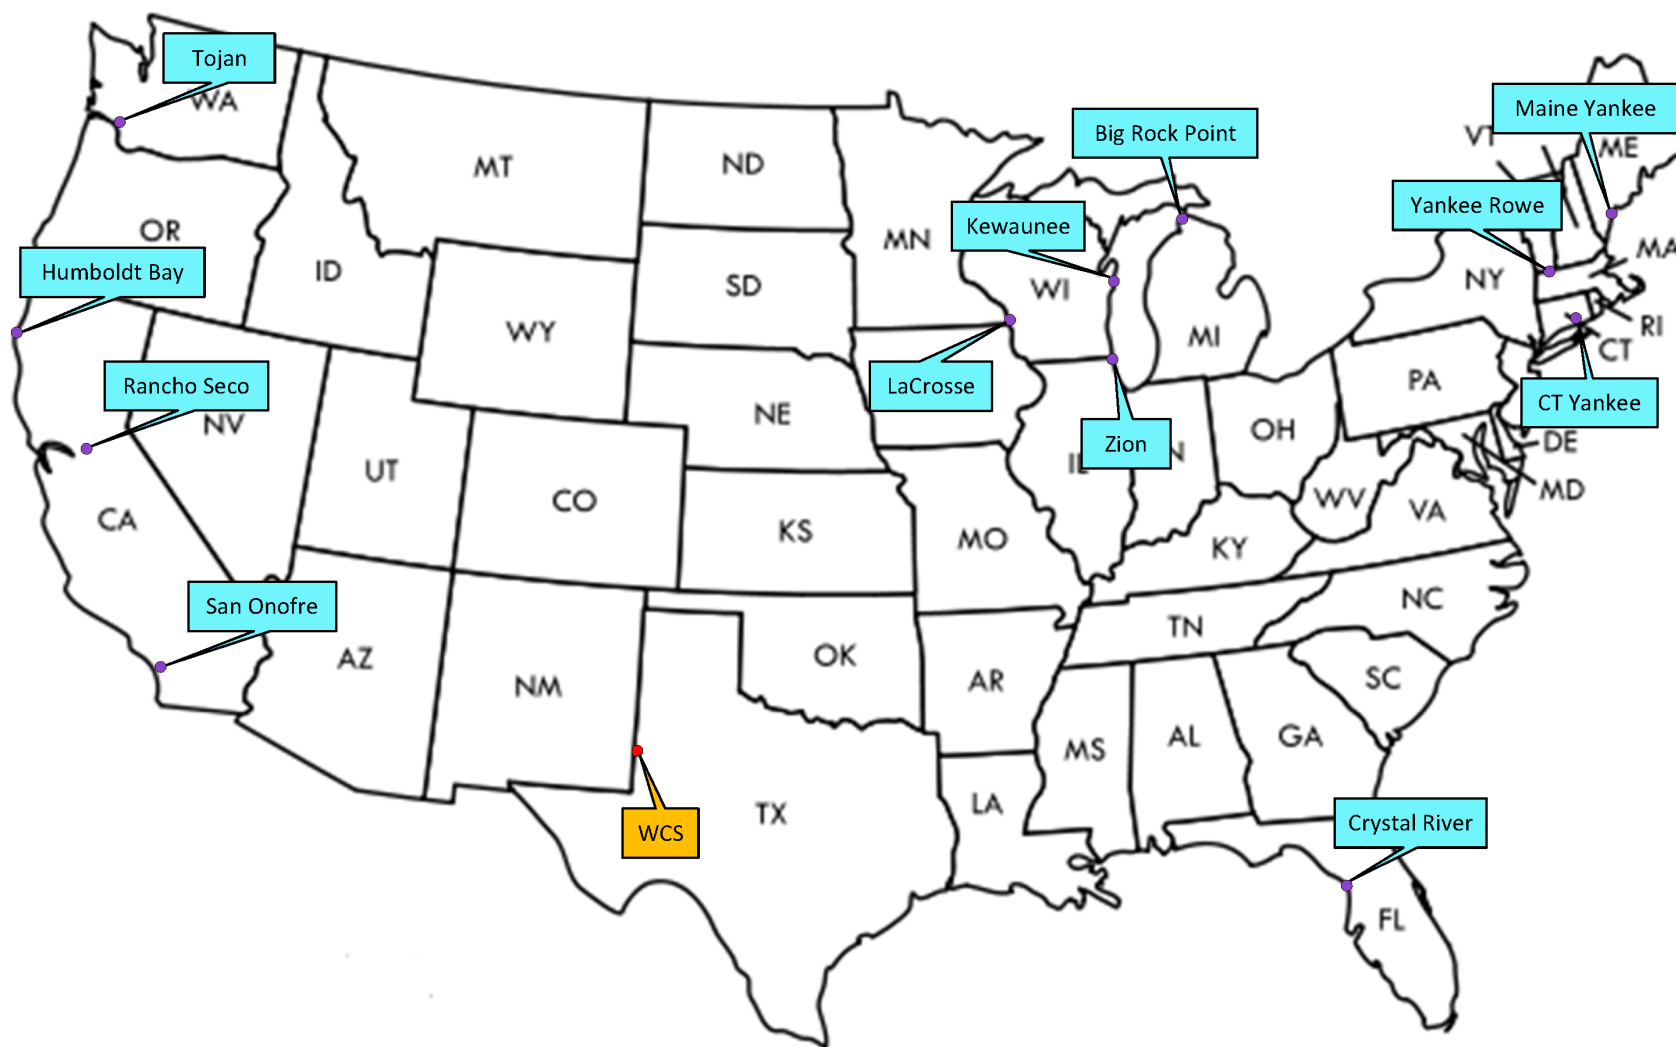 Tojan
WA
Big Rock Point
Maine Yankee
VT
ME
MT
ND
Yankee Rowe
Kewaunee
OR
MN
MA
Humboldt Bay
ID
SD
WI
NY
WY
MI
RI
CT
Rancho Seco
LaCrosse
PA
CT Yankee
NV
NE
OH
Zion
DE
IL
N
UT
CO
MD
WV
VA
CA
KS
MO
KY
San Onofre
NC
TN
AZ
OK
NM
AR
SC
MS
AL
GA
LA
TX
WCS
Crystal River
FL